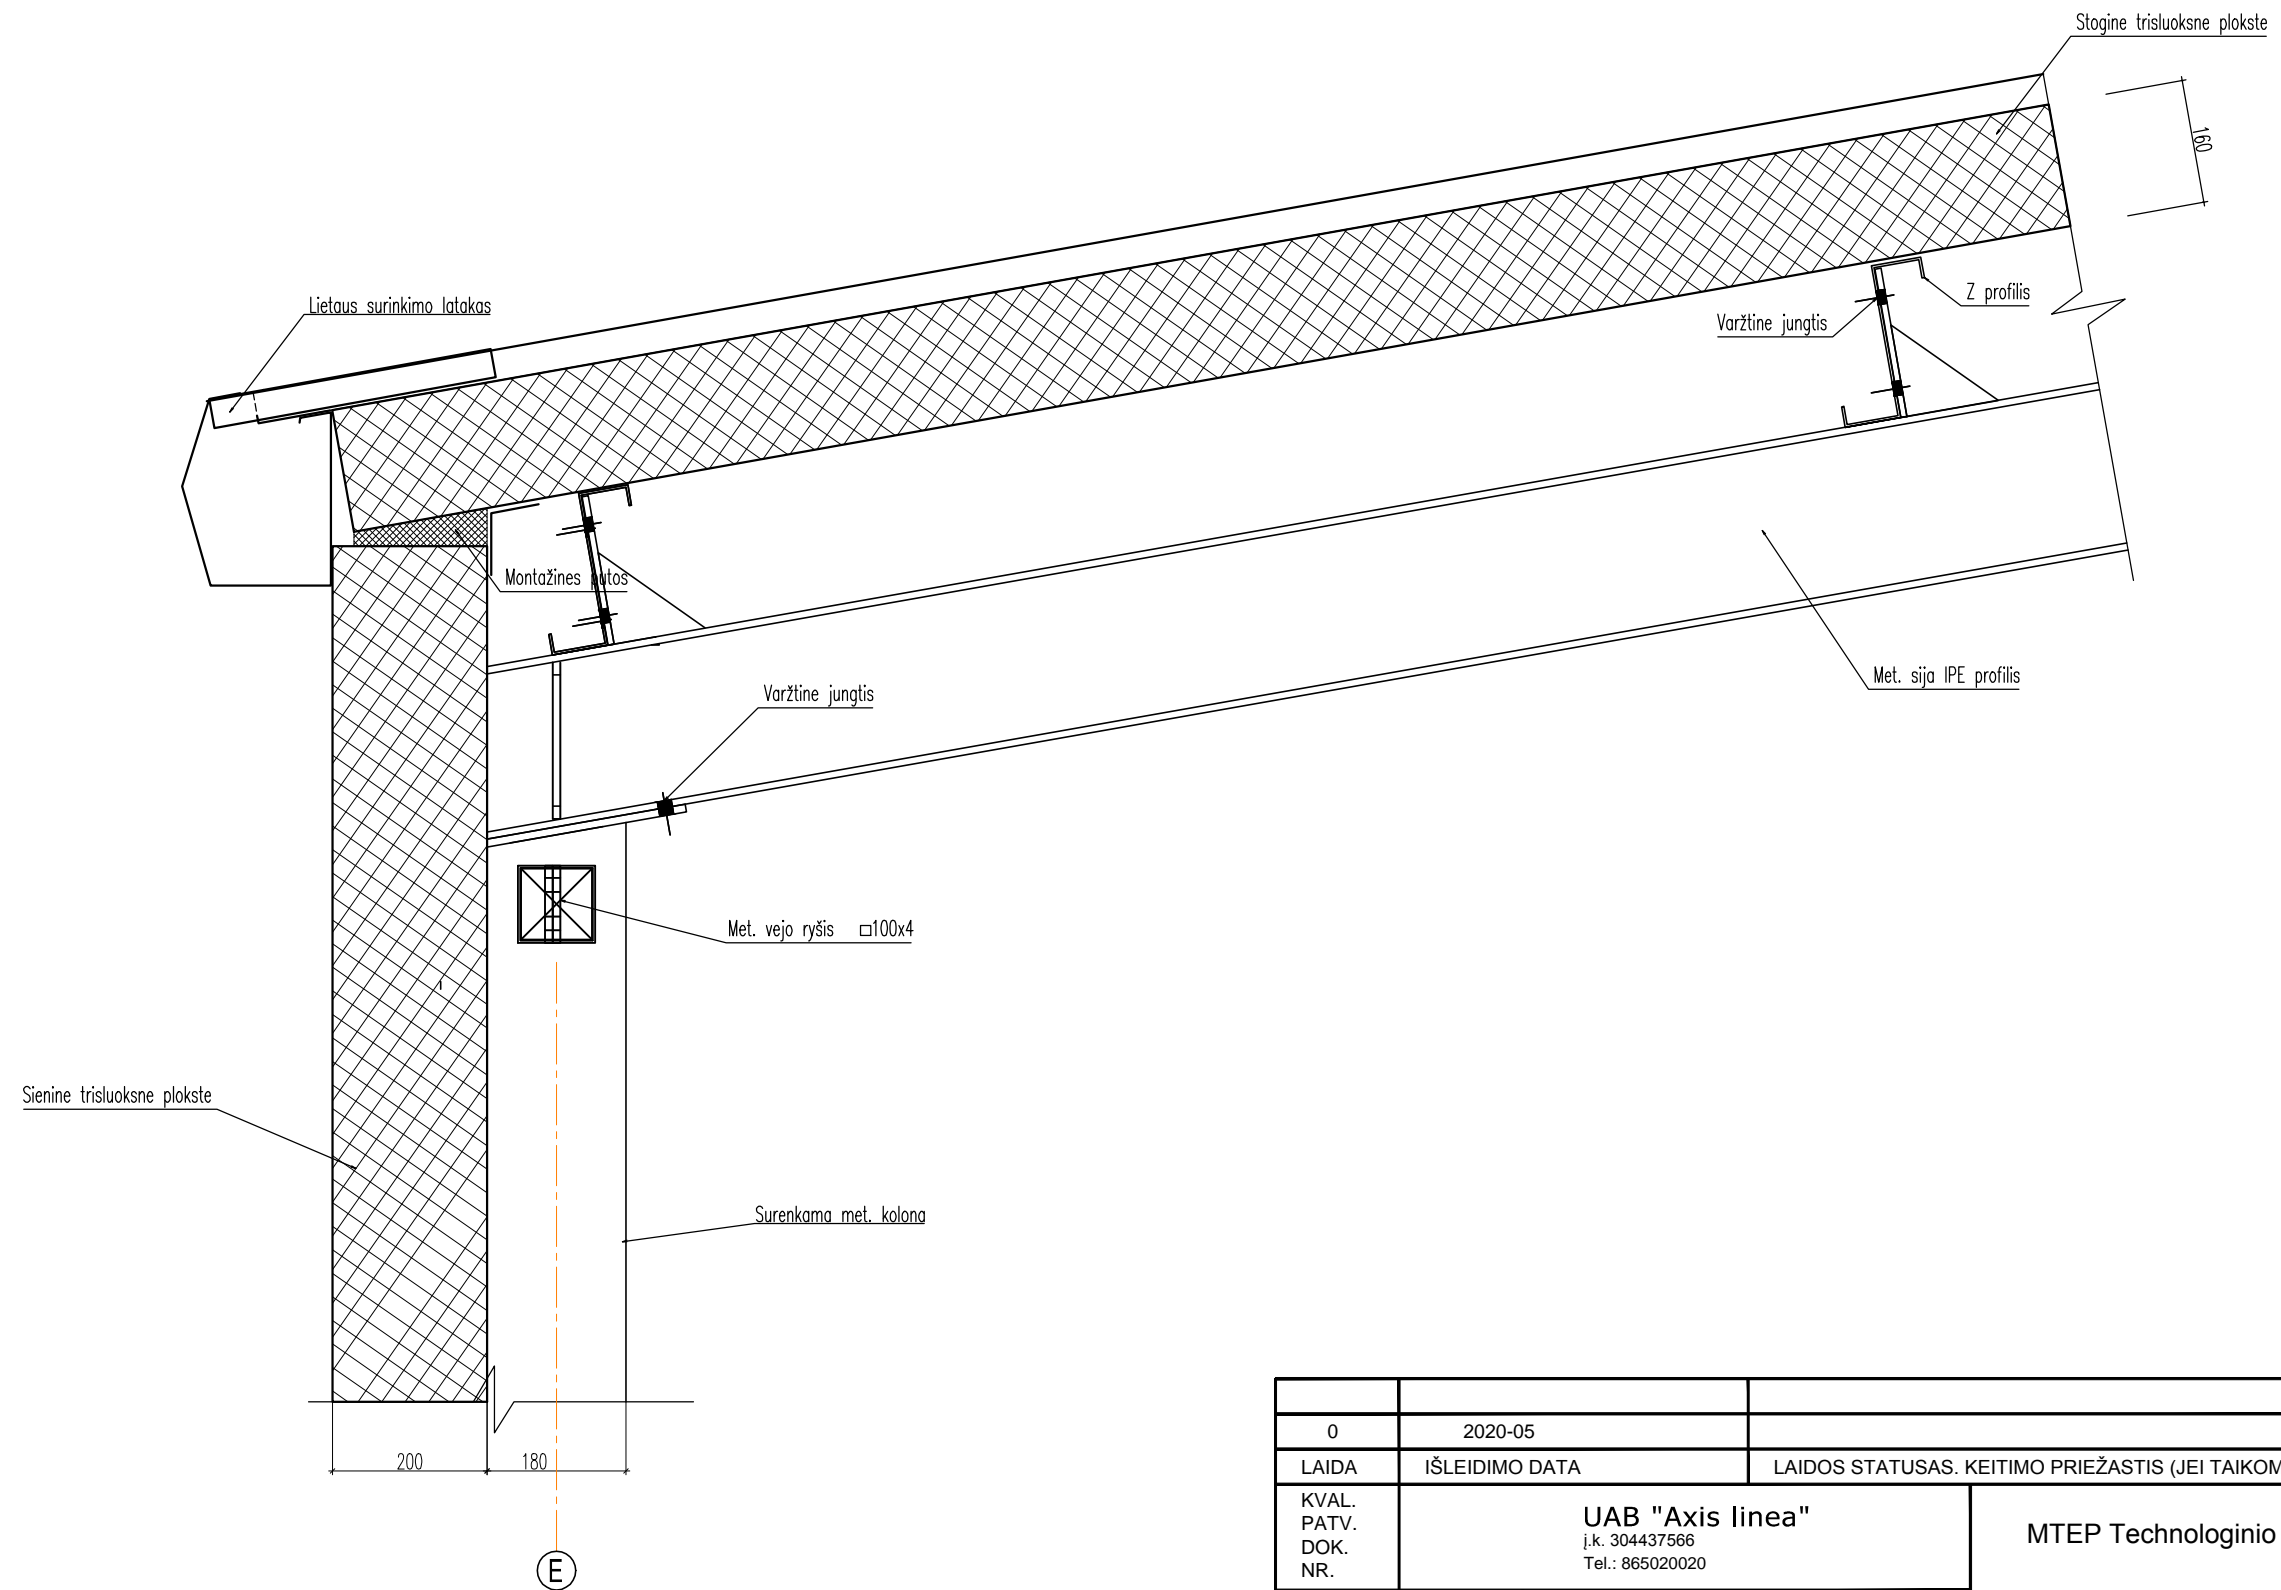 Stogine trisluoksne plokste
160
Z profilis
Varžtine jungtis
Lietaus surinkimo latakas
Montažines putos
Met. sija IPE profilis
Varžtine jungtis
Met. vejo ryšis □100x4
Sienine trisluoksne plokste
Surenkama met. kolona
200
180
E
0
2020-05
LAIDA
IŠLEIDIMO DATA
LAIDOS STATUSAS. KEITIMO PRIEŽASTIS (JEI TAIKOM
KVAL.
PATV.
DOK.
NR.
UAB "Axis linea"
į.k. 304437566
Tel.: 865020020
MTEP Technologinio